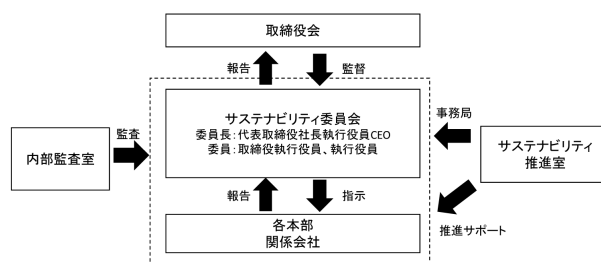 取締役会
報告
監督
サステナビリティ委員会
委員長：代表取締役社長執行役員CEO
委員：取締役執行役員、執行役員
監査
内部監査室
事務局
サステナビリティ
推進室
報告
指示
推進サポート
各本部
関係会社